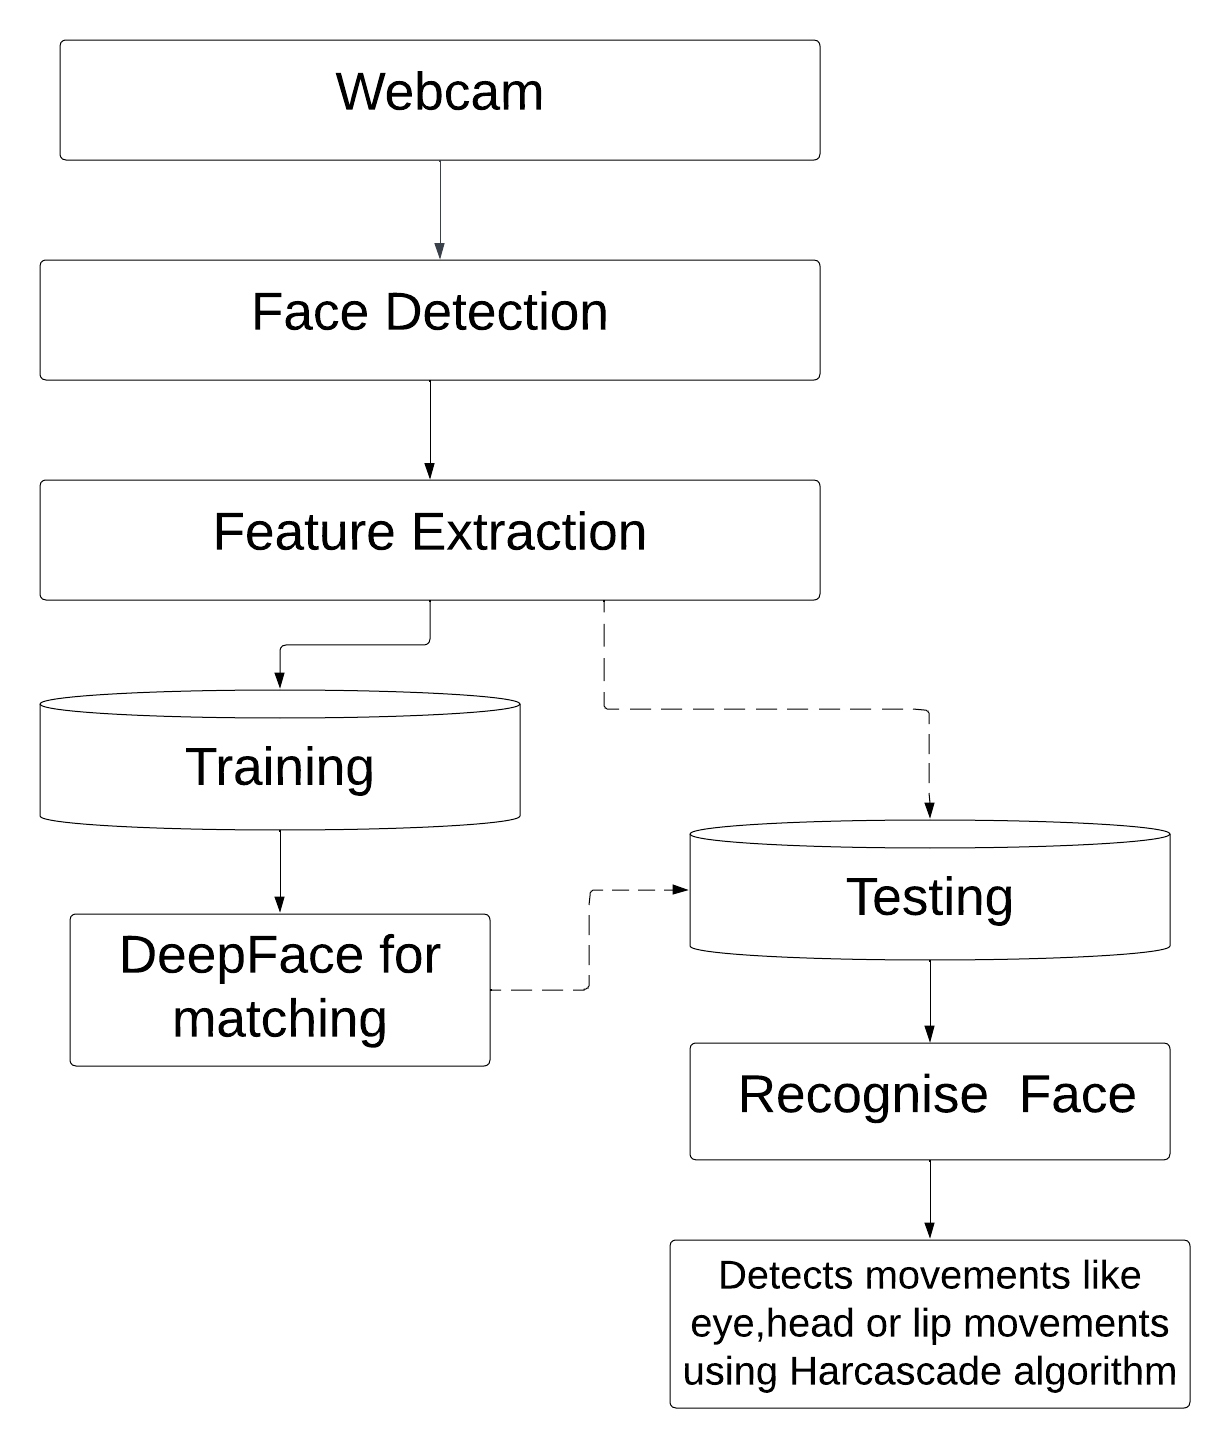 Webcam
Face Detection
Feature Extraction
Training
DeepFace for
matching
Testing
Recognise  Face
Detects movements like
eye,head or lip movements
using Harcascade algorithm